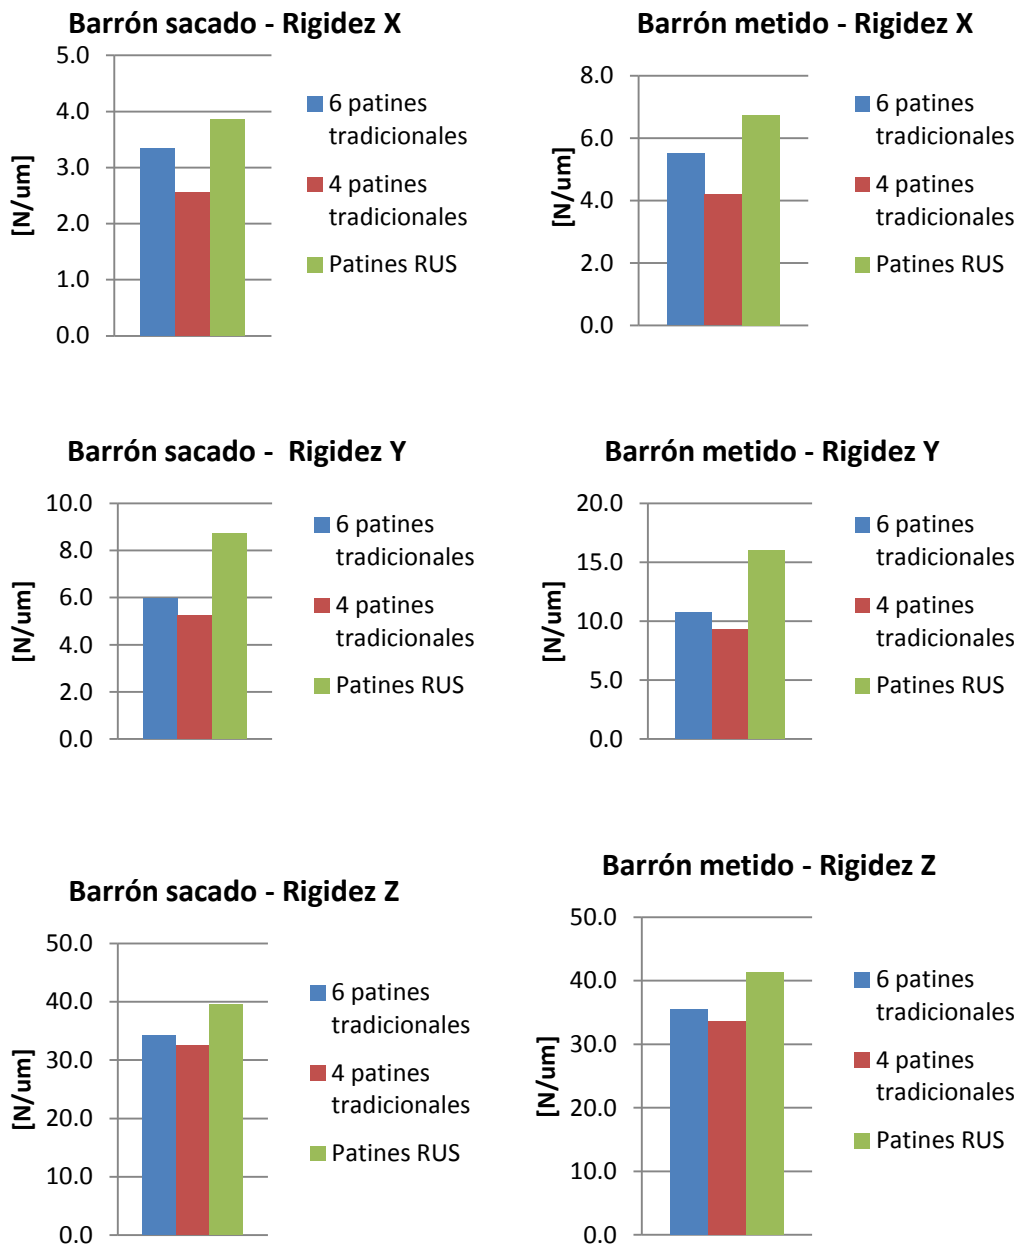 Barrón sacado - Rigidez X
5.0
4.0
3.0
2.0
1.0
0.0
[N/um]
6 patines
tradicionales
4 patines
tradicionales
Patines RUS
Barrón metido - Rigidez X
8.0
6.0
4.0
2.0
0.0
[N/um]
6 patines
tradicionales
4 patines
tradicionales
Patines RUS
Barrón sacado - Rigidez Y
10.0
8.0
6.0
4.0
2.0
0.0
[N/um]
6 patines
tradicionales
4 patines
tradicionales
Patines RUS
Barrón metido - Rigidez Y
20.0
15.0
10.0
5.0
0.0
[N/um]
6 patines
tradicionales
4 patines
tradicionales
Patines RUS
Barrón sacado - Rigidez Z
50.0
40.0
30.0
20.0
10.0
0.0
[N/um]
6 patines
tradicionales
4 patines
tradicionales
Patines RUS
Barrón metido - Rigidez Z
50.0
40.0
30.0
20.0
10.0
0.0
[N/um]
6 patines
tradicionales
4 patines
tradicionales
Patines RUS